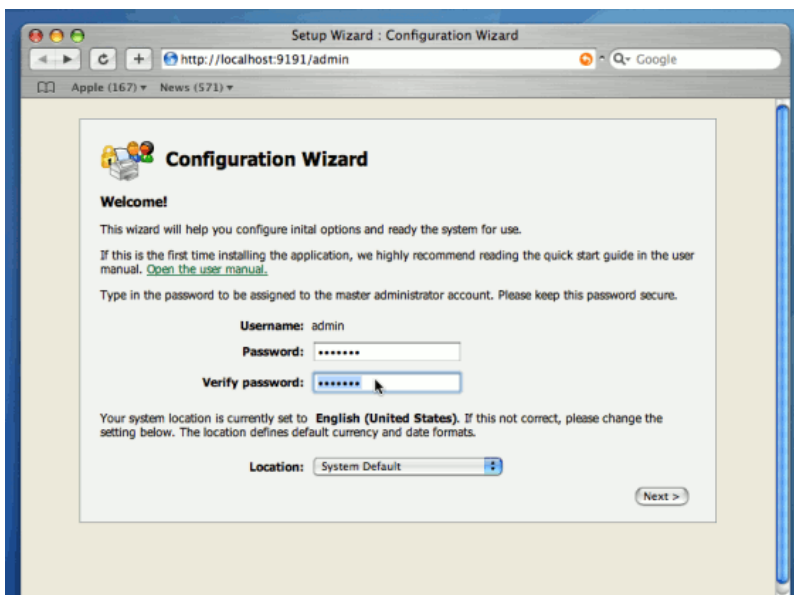 Setup Wizard : Configuration Wizard
http://localhost:9191/admin
Google
Apple (167) News (571)
Configuration Wizard
Welcome!
This wizard will help you configure inital options and ready the system for use.
If this is the first time installing the application, we highly recommend reading the quick start guide in the user
manual. Open the user manual.
Type in the password to be assigned to the master administrator account. Please keep this password secure.
Username: admin
Password: •••••••
Verify password: •••••••
Your system location is currently set to English (United States). If this not correct, please change the
setting below. The location defines default currency and date formats.
Location: System Default
Next >